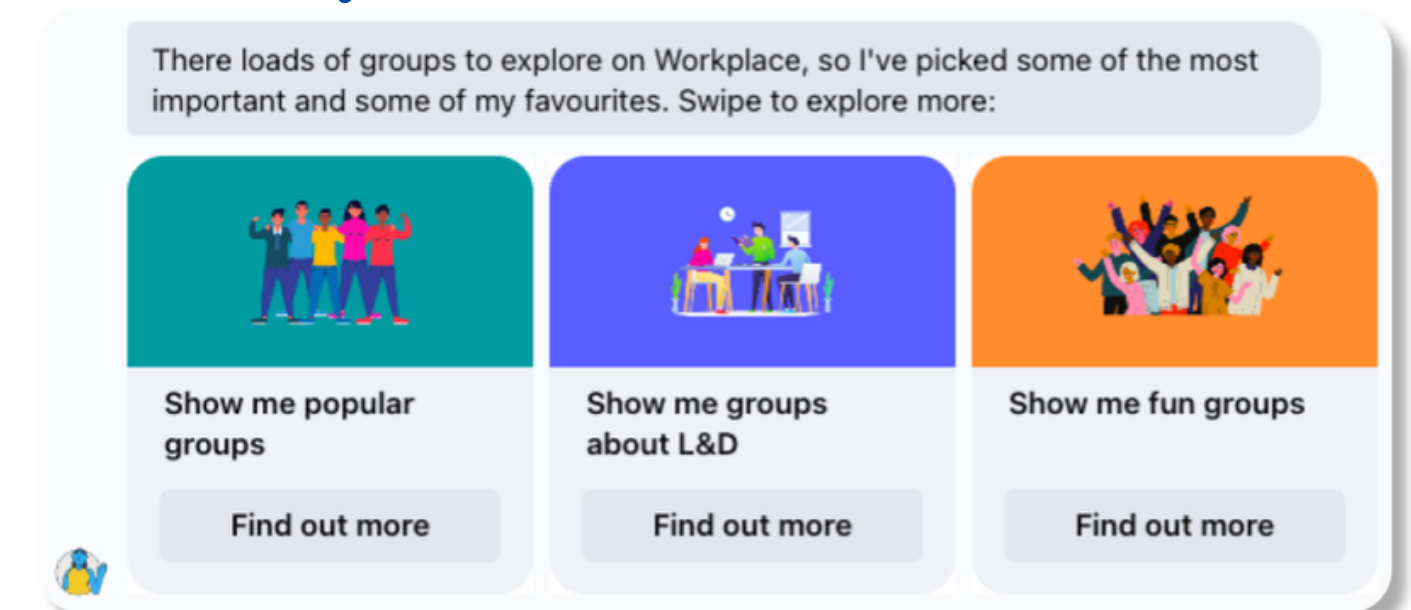 There loads of groups to explore on Workplace, so I've picked some of the most
important and some of my favourites. Swipe to explore more:
Show me popular
groups
Find out more
Show me groups
about L&D
Find out more
Show me fun groups
Find out more